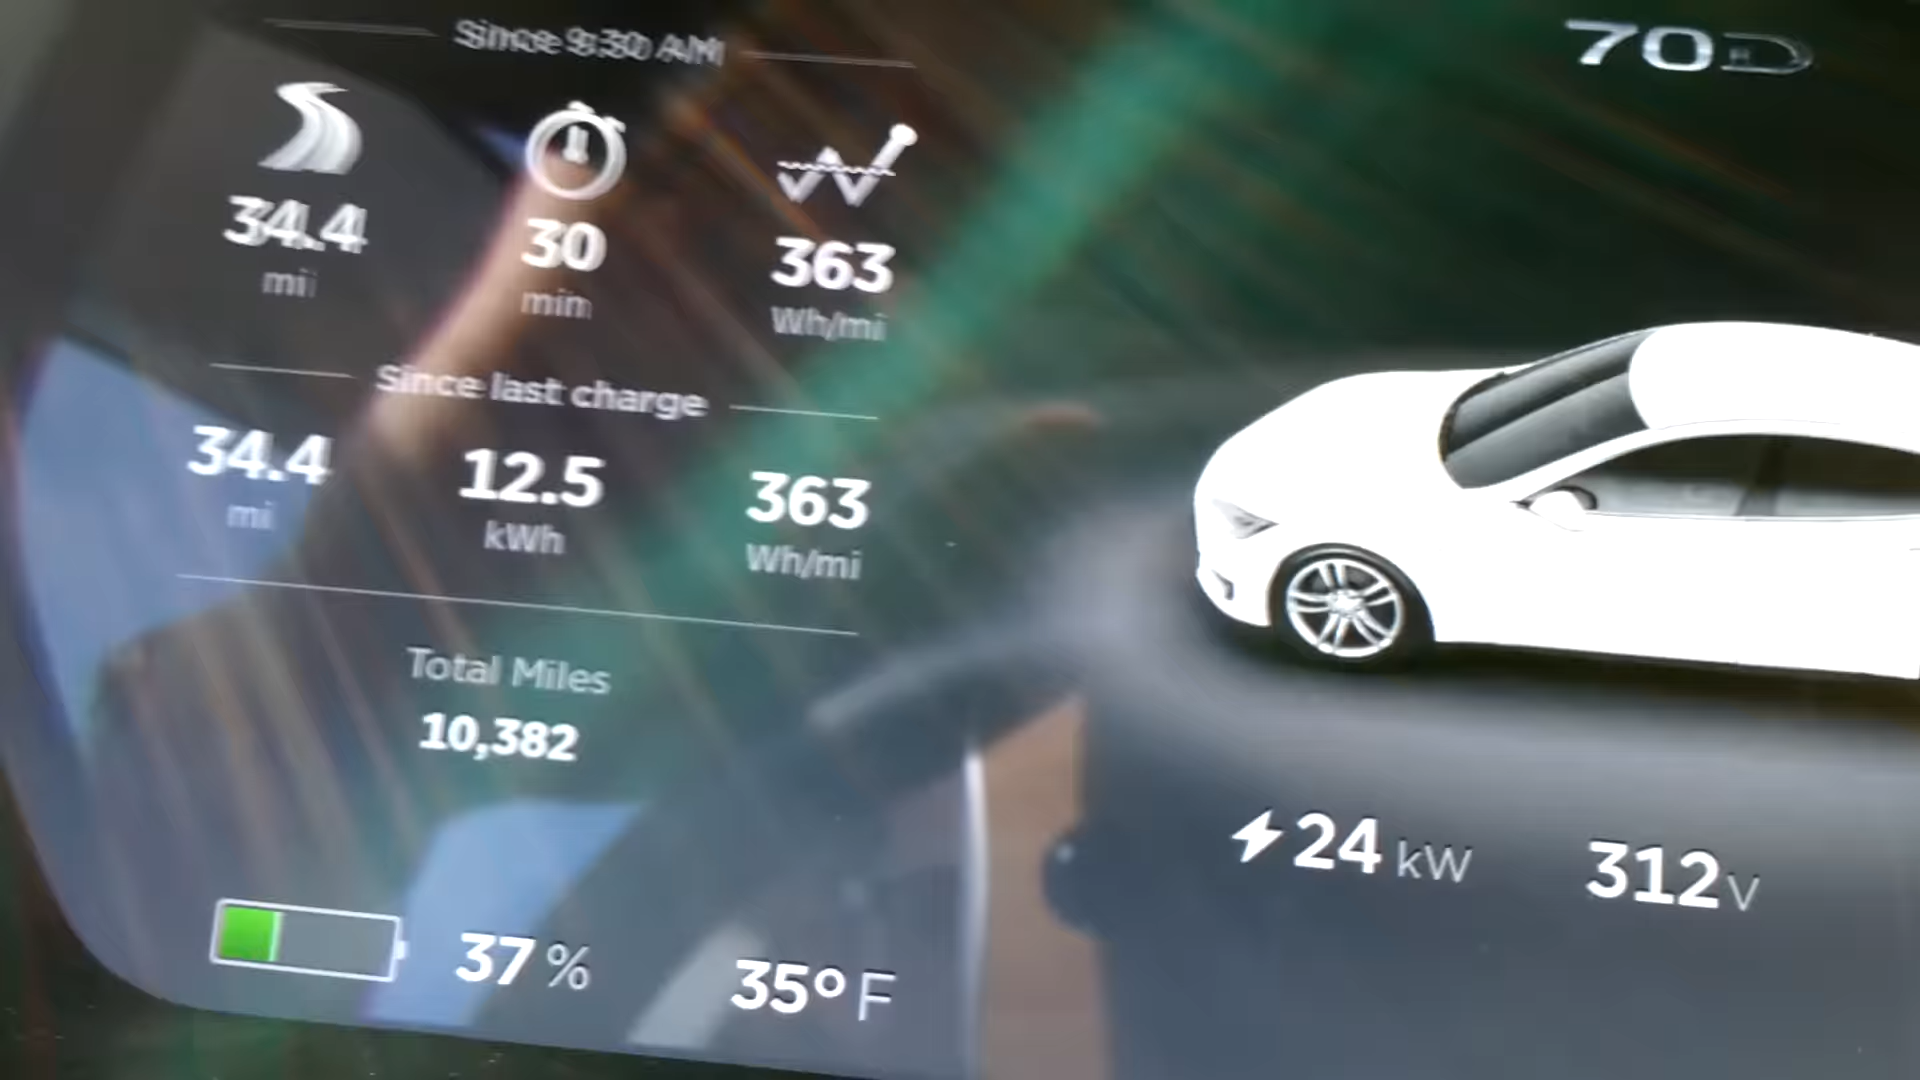 Since 9:30 AM
34.4 30 363
mi min Wh/mi
Since last charge
34.4 12.5 363
mi kWh Wh/mi
Total Miles
10,382
37% 35° F
70D
24 kW 312 V